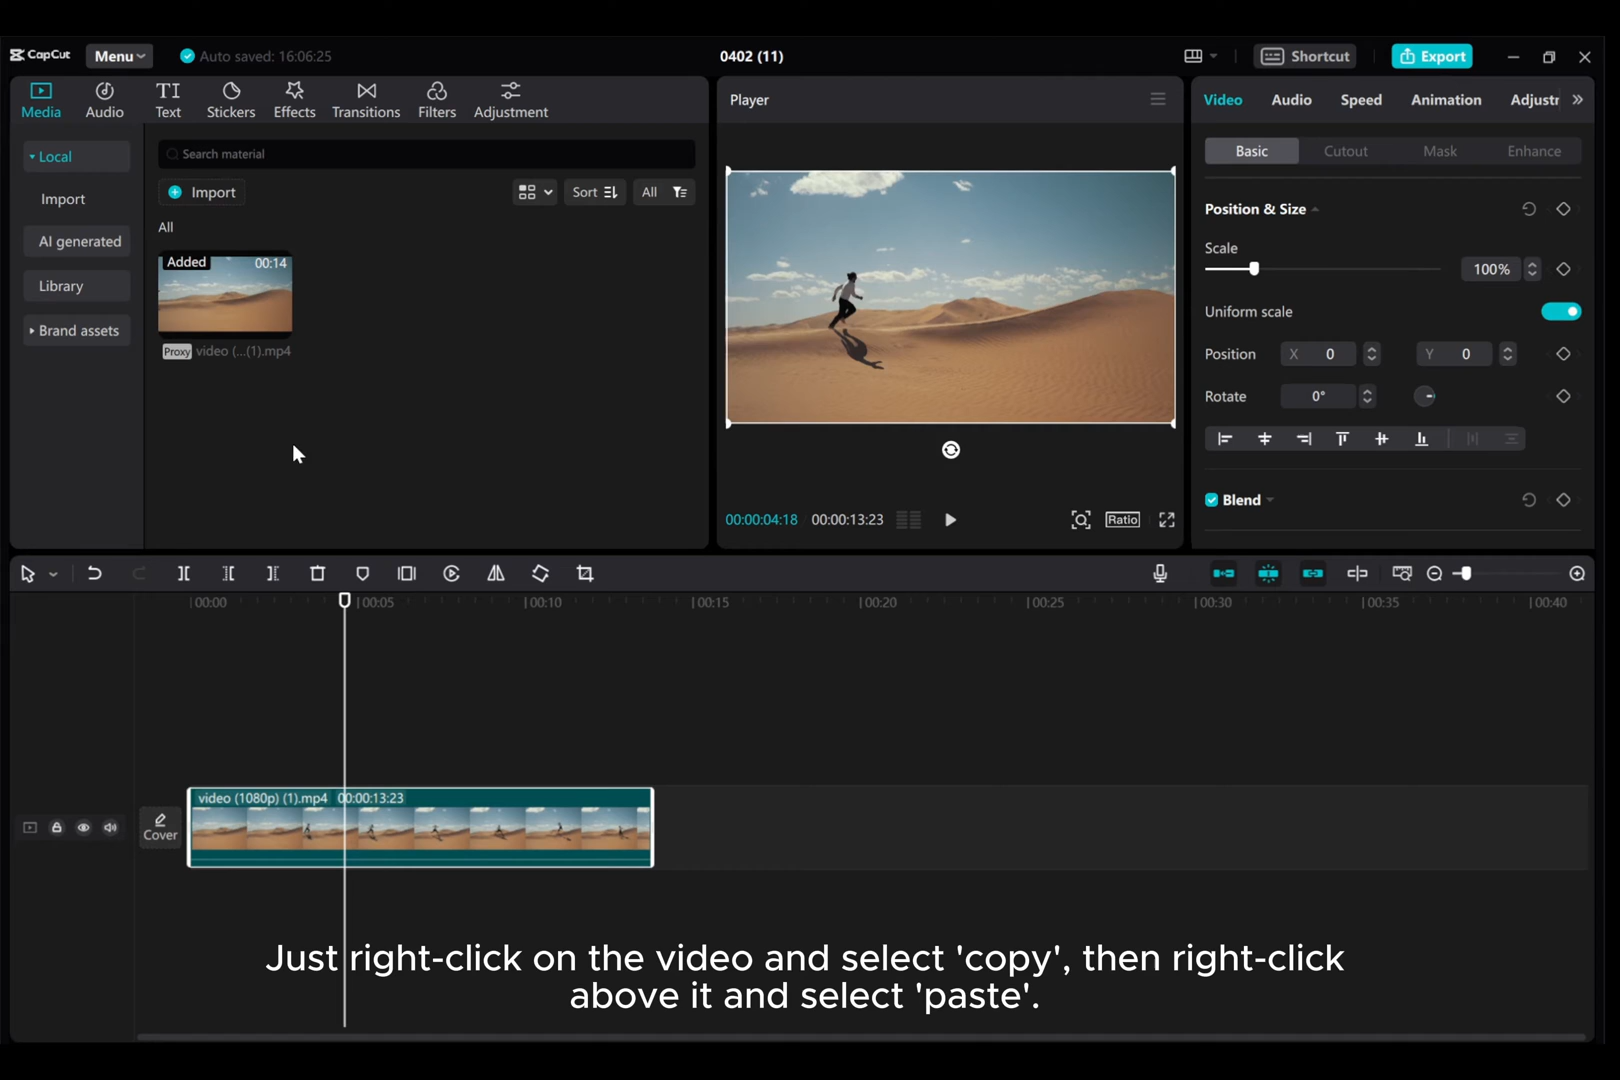 CapCut
Menu
Auto saved: 16:06:25
0402 (11)
Shortcut
Export
Media
Audio
Text
Stickers
Effects
Transitions
Filters
Adjustment
Local
Import
AI generated
Library
Brand assets
Search material
Import
Sort
All
All
Added
00:14
Proxy
video (...(1).mp4
Player
00:00:04:18
00:00:13:23
Ratio
Video
Audio
Speed
Animation
Adjustr
Basic
Cutout
Mask
Enhance
Position & Size
Scale
100%
Uniform scale
Position
X 0
Y 0
Rotate
0°
Blend
00:00
00:05
00:10
00:15
00:20
00:25
00:30
00:35
00:40
video (1080p) (1).mp4 00:00:13:23
Cover
Just right-click on the video and select 'copy', then right-click
above it and select 'paste'.